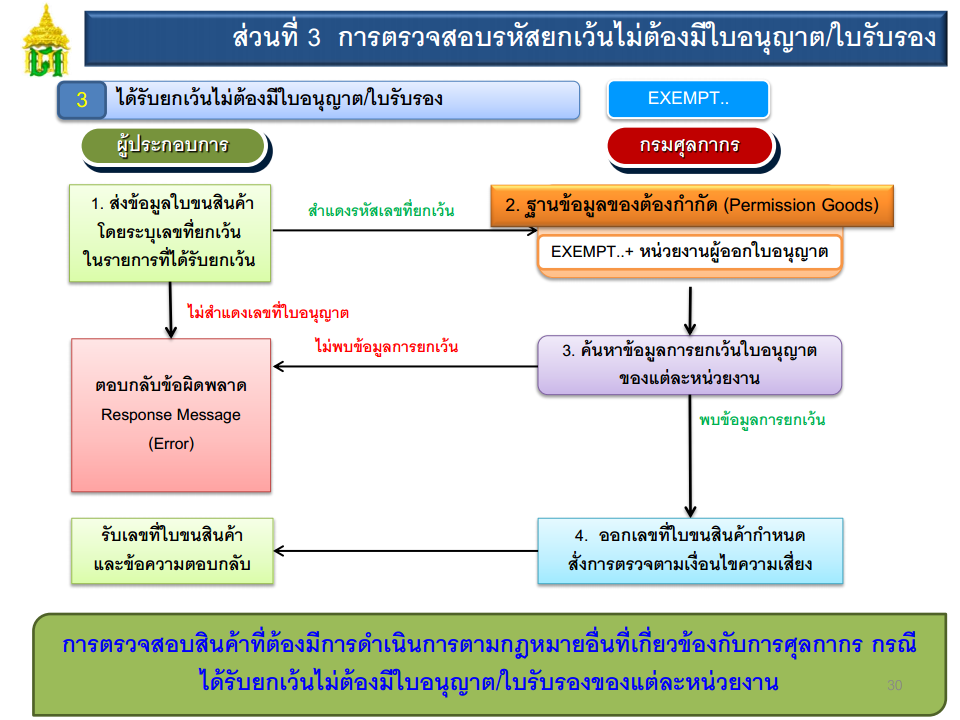 ส่วนที่ 3 การตรวจสอบรหัสยกเว้นไม่ต้องมีใบอนุญาต/ใบรับรอง
3 ได้รับยกเว้นไม่ต้องมีใบอนุญาต/ใบรับรอง
EXEMPT..
ผู้ประกอบการ
กรมศุลกากร
1. ส่งข้อมูลใบขนสินค้า
โดยระบุเลขที่ยกเว้น
ในรายการที่ได้รับยกเว้น
สำแดงรหัสเลขที่ยกเว้น
2. ฐานข้อมูลของต้องกำกัด (Permission Goods)
EXEMPT..+ หน่วยงานผู้ออกใบอนุญาต
ไม่สำแดงเลขที่ใบอนุญาต
ไม่พบข้อมูลการยกเว้น
3. ค้นหาข้อมูลการยกเว้นใบอนุญาต
ของแต่ละหน่วยงาน
ตอบกลับข้อผิดพลาด
Response Message
(Error)
พบข้อมูลการยกเว้น
รับเลขที่ใบขนสินค้า
และข้อความตอบกลับ
4. ออกเลขที่ใบขนสินค้ากำหนด
สั่งการตรวจตามเงื่อนไขความเสี่ยง
การตรวจสอบสินค้าที่ต้องมีการดำเนินการตามกฎหมายอื่นที่เกี่ยวข้องกับการศุลกากร กรณี
ได้รับยกเว้นไม่ต้องมีใบอนุญาต/ใบรับรองของแต่ละหน่วยงาน
30